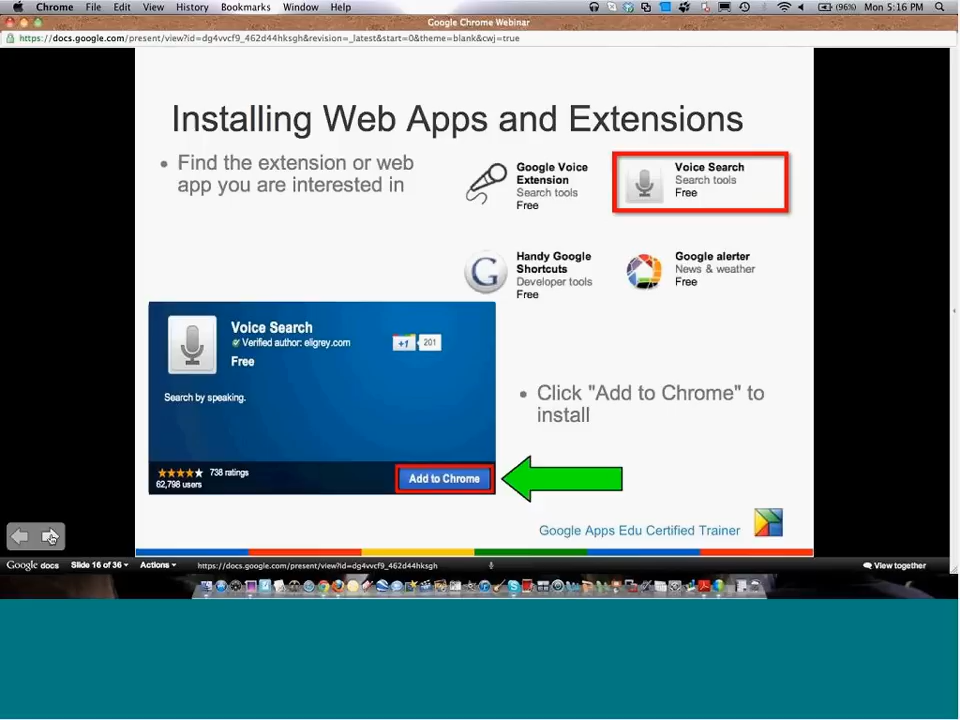 Chrome File Edit View History Bookmarks Window Help (96%) Mon 5:16 PM
Google Chrome Webinar
https://docs.google.com/present/view?id=dg4vvcf9_462d44hksgh&revision=_latest&start=0&theme=blank&cwj=true
Installing Web Apps and Extensions
• Find the extension or web
app you are interested in
Google Voice
Extension
Search tools
Free
Voice Search
Search tools
Free
Handy Google
Shortcuts
Developer tools
Free
Google alerter
News & weather
Free
Voice Search
Verified author: eligrey.com
Free
+1 201
Search by speaking.
738 ratings
62,798 users
Add to Chrome
• Click "Add to Chrome" to
install
Google Apps Edu Certified Trainer
Google docs Slide 16 of 36 Actions https://docs.google.com/present/view?id=dg4vvcf9_462d44hksgh View together